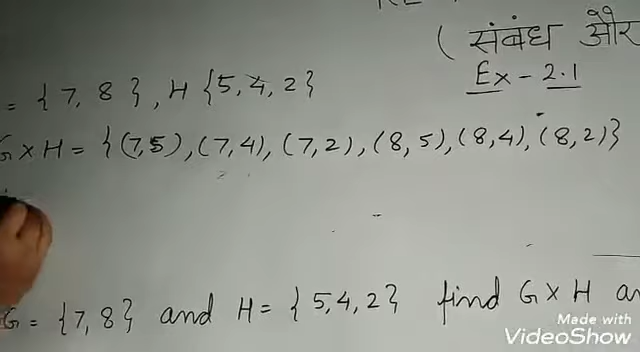 ( संबंध और
Ex - 2.1
= {7, 8}, H {5, 4, 2}
G x H = {(7,5), (7,4), (7,2), (8,5), (8,4), (8,2)}
G = {7,8} and H = {5,4,2} find G x H
Made with
VideoShow